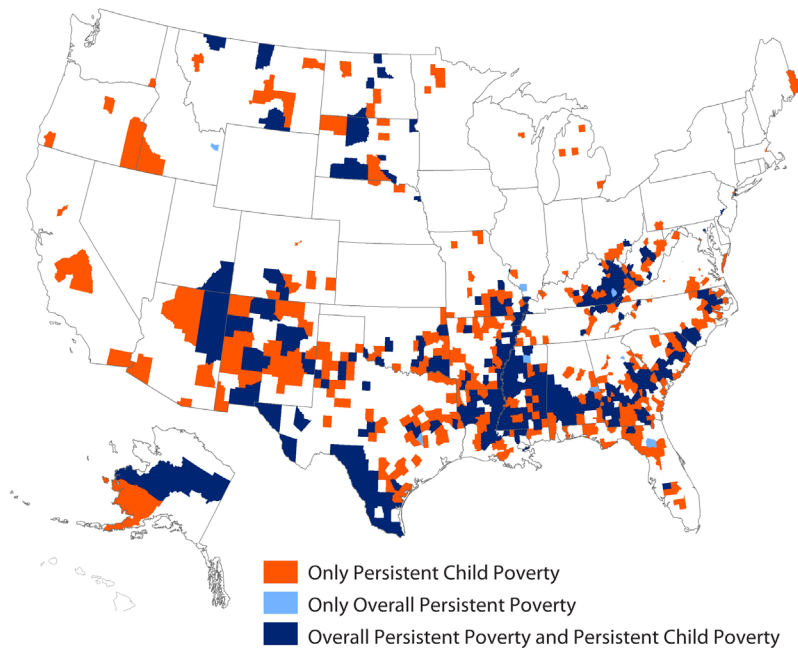 Only Persistent Child Poverty
Only Overall Persistent Poverty
Overall Persistent Poverty and Persistent Child Poverty